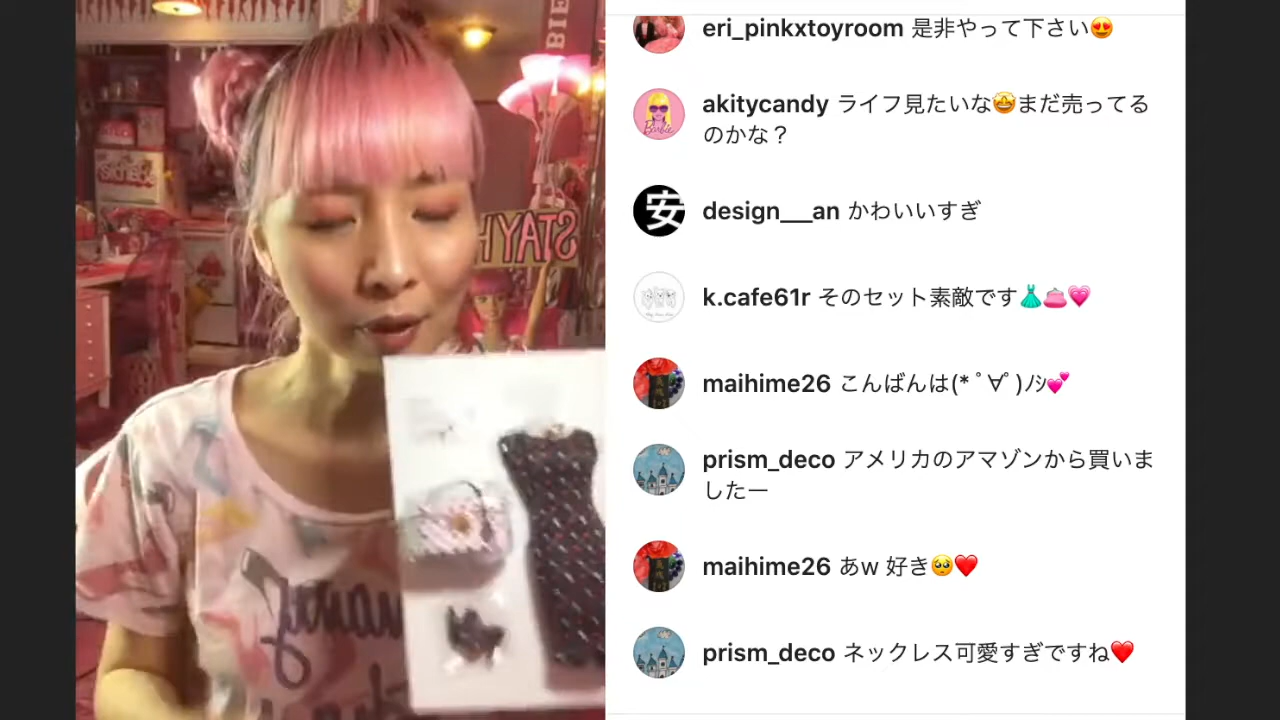 eri_pinkxtoyroom 是非やって下さい😍
akitycandy ライフ見たいな🤩まだ売ってる
のかな？
design___an かわいいすぎ
k.cafe61r そのセット素敵です👗👛💗
maihime26 こんばんは(*ﾟ∀ﾟ)ﾉｼ💕
prism_deco アメリカのアマゾンから買いま
したー
maihime26 あw 好き🥺❤️
prism_deco ネックレス可愛すぎですね❤️
Barbie
安
STAY